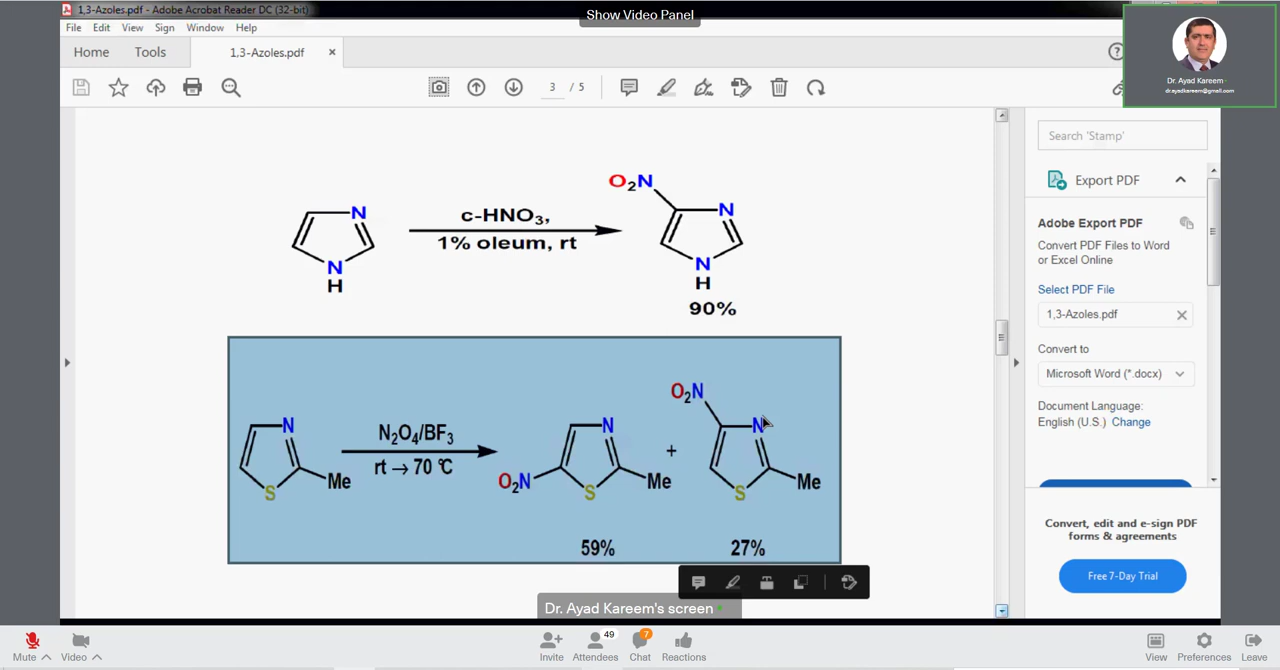 1,3-Azoles.pdf - Adobe Acrobat Reader DC (32-bit)
Show Video Panel
File Edit View Sign Window Help
Home Tools 1,3-Azoles.pdf ×
3 / 5
Dr. Ayad Kareem
dr.ayadkareem@gmail.com
Search 'Stamp'
Export PDF
Adobe Export PDF
Convert PDF Files to Word
or Excel Online
Select PDF File
1,3-Azoles.pdf
Convert to
Microsoft Word (*.docx)
Document Language:
English (U.S.) Change
Convert, edit and e-sign PDF
forms & agreements
Free 7-Day Trial
N
N
H
c-HNO₃,
1% oleum, rt
O₂N
N
N
H
90%
N
S
Me
N₂O₄/BF₃
rt → 70 °C
O₂N
N
S
Me
59%
+
O₂N
N
S
Me
27%
Dr. Ayad Kareem's screen
Mute Video Invite Attendees 49 Chat 7 Reactions View Preferences Leave